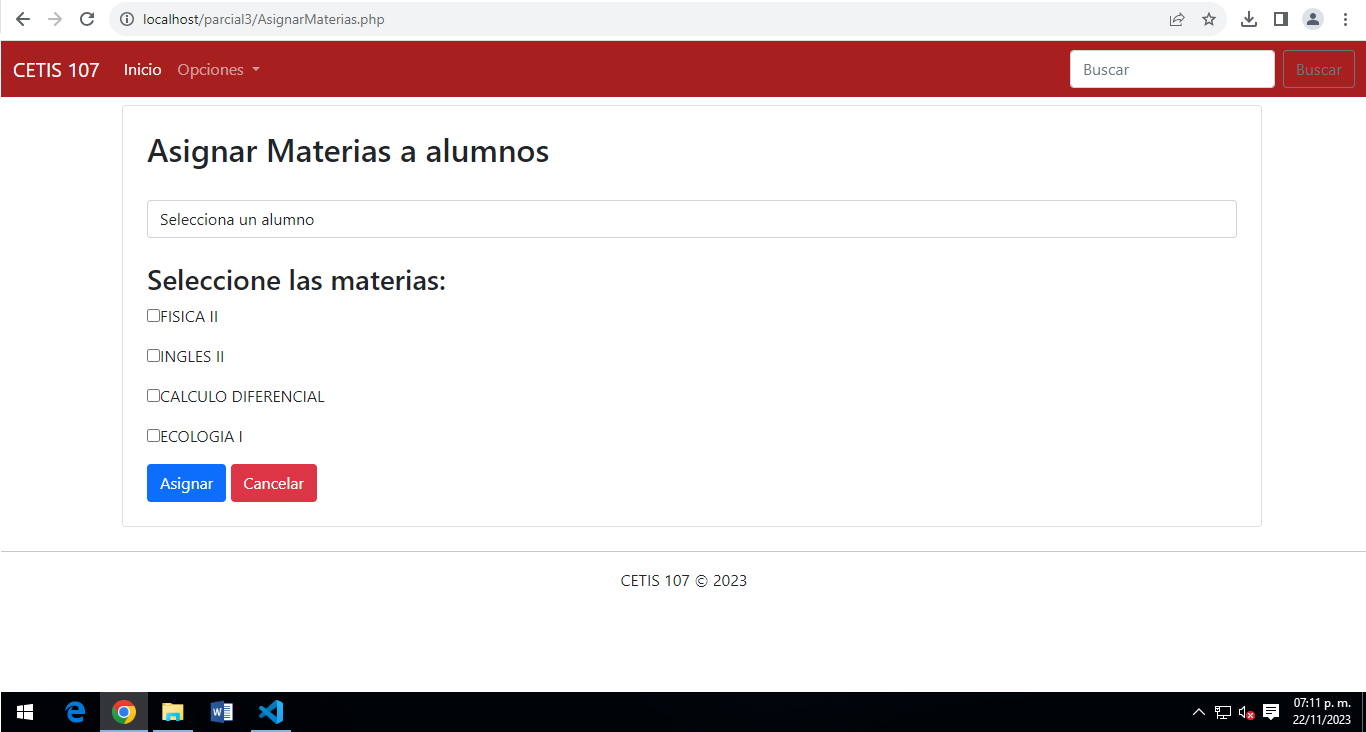 localhost/parcial3/AsignarMaterias.php
CETIS 107 Inicio Opciones Buscar Buscar
Asignar Materias a alumnos
Selecciona un alumno
Seleccione las materias:
FISICA II
INGLES II
CALCULO DIFERENCIAL
ECOLOGIA I
Asignar Cancelar
CETIS 107 © 2023
07:11 p. m.
22/11/2023